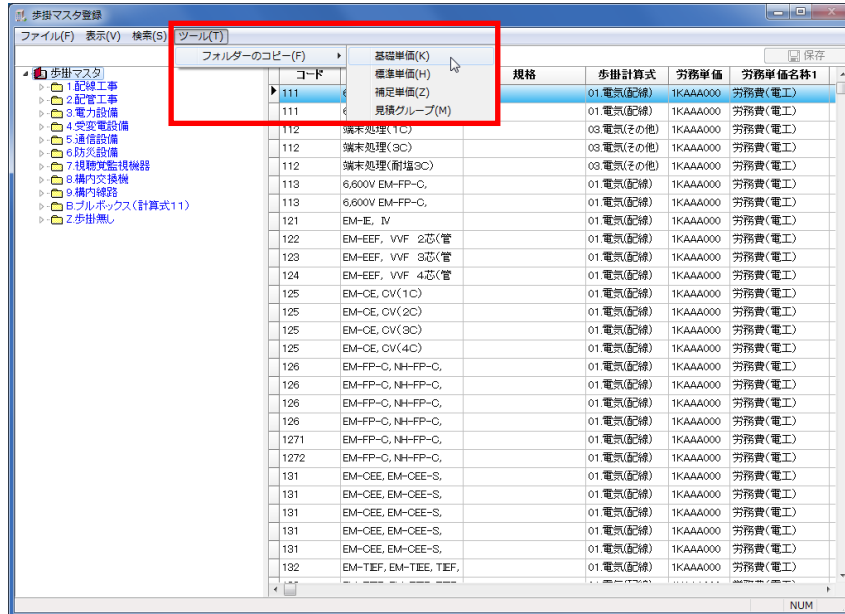 歩掛マスタ登録
ファイル(F) 表示(V) 検索(S) ツール(T)
フォルダーのコピー(F)
基礎単価(K)
標準単価(H)
補足単価(Z)
見積グループ(M)
保存
歩掛マスタ
1.配線工事
2.配管工事
3.電力設備
4.受変電設備
5.通信設備
6.防災設備
7.視聴覚監視機器
8.構内交換機
9.構内線路
B.プルボックス(計算式11)
Z.歩掛無し
コード 規格 歩掛計算式 労務単価 労務単価名称1
111 01.電気(配線) 1KAAA000 労務費(電工)
111 01.電気(配線) 1KAAA000 労務費(電工)
112 端末処理(1C) 03.電気(その他) 1KAAA000 労務費(電工)
112 端末処理(3C) 03.電気(その他) 1KAAA000 労務費(電工)
112 端末処理(耐塩3C) 03.電気(その他) 1KAAA000 労務費(電工)
113 6,600V EM-FP-C, 01.電気(配線) 1KAAA000 労務費(電工)
113 6,600V EM-FP-C, 01.電気(配線) 1KAAA000 労務費(電工)
121 EM-IE, IV 01.電気(配線) 1KAAA000 労務費(電工)
122 EM-EEF, VVF 2芯(管 01.電気(配線) 1KAAA000 労務費(電工)
123 EM-EEF, VVF 3芯(管 01.電気(配線) 1KAAA000 労務費(電工)
124 EM-EEF, VVF 4芯(管 01.電気(配線) 1KAAA000 労務費(電工)
125 EM-CE, CV(1C) 01.電気(配線) 1KAAA000 労務費(電工)
125 EM-CE, CV(2C) 01.電気(配線) 1KAAA000 労務費(電工)
125 EM-CE, CV(3C) 01.電気(配線) 1KAAA000 労務費(電工)
125 EM-CE, CV(4C) 01.電気(配線) 1KAAA000 労務費(電工)
126 EM-FP-C, NH-FP-C, 01.電気(配線) 1KAAA000 労務費(電工)
126 EM-FP-C, NH-FP-C, 01.電気(配線) 1KAAA000 労務費(電工)
126 EM-FP-C, NH-FP-C, 01.電気(配線) 1KAAA000 労務費(電工)
126 EM-FP-C, NH-FP-C, 01.電気(配線) 1KAAA000 労務費(電工)
1271 EM-FP-C, NH-FP-C, 01.電気(配線) 1KAAA000 労務費(電工)
1272 EM-FP-C, NH-FP-C, 01.電気(配線) 1KAAA000 労務費(電工)
131 EM-CEE, EM-CEE-S, 01.電気(配線) 1KAAA000 労務費(電工)
131 EM-CEE, EM-CEE-S, 01.電気(配線) 1KAAA000 労務費(電工)
131 EM-CEE, EM-CEE-S, 01.電気(配線) 1KAAA000 労務費(電工)
131 EM-CEE, EM-CEE-S, 01.電気(配線) 1KAAA000 労務費(電工)
132 EM-TIEF, EM-TIEE, TIEF, 01.電気(配線) 1KAAA000 労務費(電工)
NUM